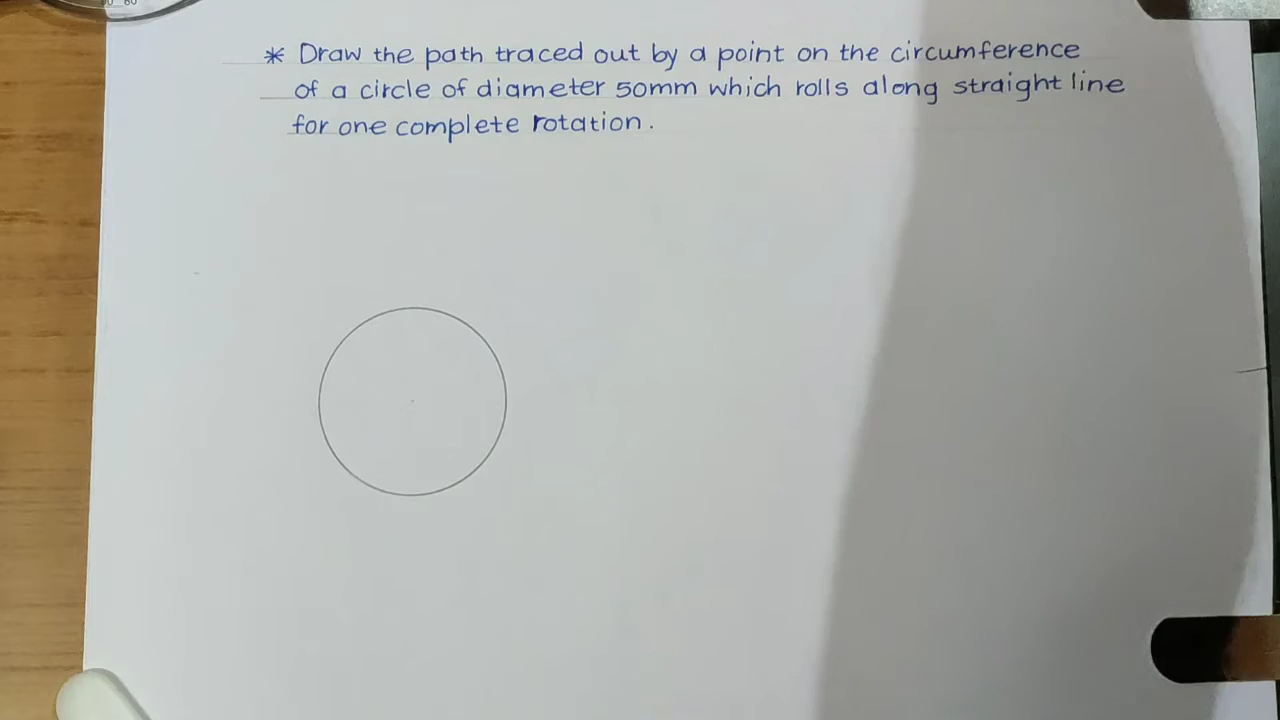 * Draw the path traced out by a point on the circumference
of a circle of diameter 50mm which rolls along straight line
for one complete rotation.